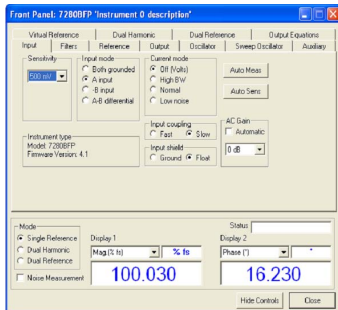 Front Panel: 7280BFP 'Instrument 0 description'
Virtual Reference Dual Harmonic Dual Reference Output Equations
Input Filters Reference Output Oscillator Sweep Oscillator Auxiliary
Sensitivity
500 mV
Input mode
Both grounded
A input
-B input
A-B differential
Current mode
Off (Volts)
High BW
Normal
Low noise
Auto Meas
Auto Sens
Input coupling
Fast Slow
Input shield
Ground Float
AC Gain
Automatic
0 dB
Instrument type
Model: 7280BFP
Firmware Version: 4.1
Mode
Single Reference
Dual Harmonic
Dual Reference
Noise Measurement
Status
Display 1
Mag.(% fs)
% fs
100.030
Display 2
Phase (°)
°
16.230
Hide Controls Close